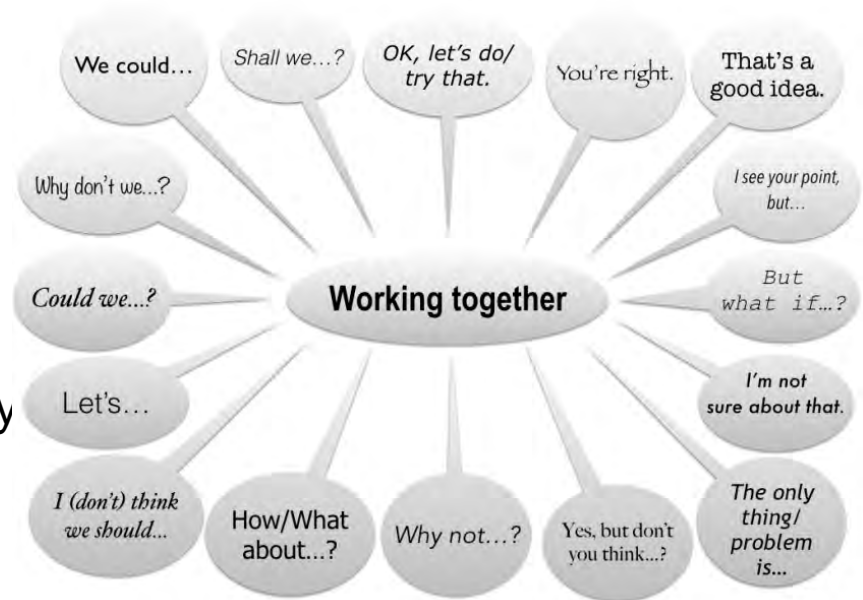 We could...
Shall we...?
OK, let's do/
try that.
You're right.
That's a
good idea.
Why don't we...?
I see your point,
but...
Could we...?
Working together
But
what if...?
Let's...
I'm not
sure about that.
y
I (don't) think
we should...
How/What
about...?
Why not...?
Yes, but don't
you think...?
The only
thing/
problem
is...